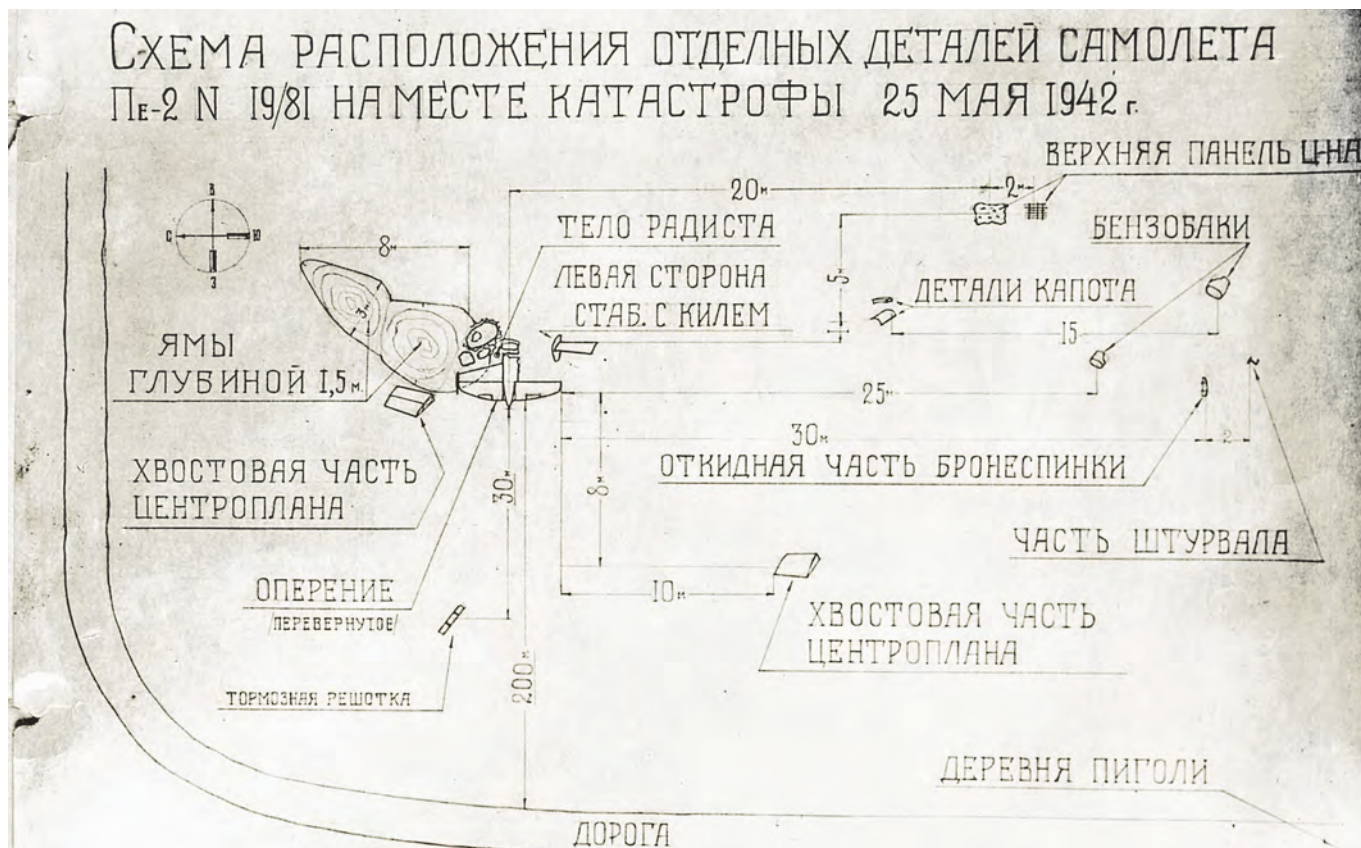 СХЕМА РАСПОЛОЖЕНИЯ ОТДЕЛНЫХ ДЕТАЛЕЙ САМОЛЕТА
ПЕ-2 N 19/81 НА МЕСТЕ КАТАСТРОФЫ 25 МАЯ 1942 г.
ВЕРХНЯЯ ПАНЕЛЬ Ц-НА
20м
2м
В
С
Ю
З
8м
ТЕЛО РАДИСТА
БЕНЗОБАКИ
ЛЕВАЯ СТОРОНА
СТАБ. С КИЛЕМ
5м
ДЕТАЛИ КАПОТА
3м
15
ЯМЫ
ГЛУБИНОЙ 1,5м.
25м
30м
2
ХВОСТОВАЯ ЧАСТЬ
ЦЕНТРОПЛАНА
30м
8м
ОТКИДНАЯ ЧАСТЬ БРОНЕСПИНКИ
ЧАСТЬ ШТУРВАЛА
ОПЕРЕНИЕ
/ПЕРЕВЕРНУТОЕ/
10м
ХВОСТОВАЯ ЧАСТЬ
ЦЕНТРОПЛАНА
ТОРМОЗНАЯ РЕШОТКА
200м
ДЕРЕВНЯ ПИГОЛИ
ДОРОГА